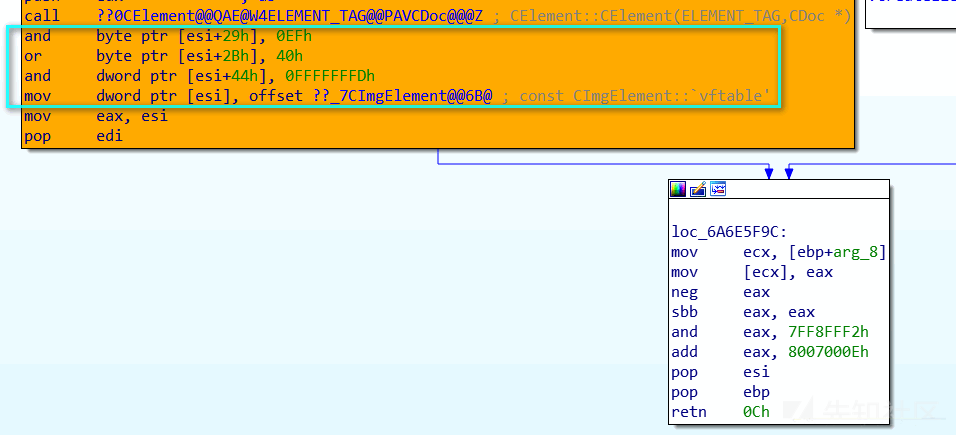 call    ??0CElement@@QAE@W4ELEMENT_TAG@@PAVCDoc@@@Z ; CElement::CElement(ELEMENT_TAG,CDoc *)
and     byte ptr [esi+29h], 0EFh
or      byte ptr [esi+2Bh], 40h
and     dword ptr [esi+44h], 0FFFFFFFDh
mov     dword ptr [esi], offset ??_7CImgElement@@6B@ ; const CImgElement::`vftable'
mov     eax, esi
pop     edi
loc_6A6E5F9C:
mov     ecx, [ebp+arg_8]
mov     [ecx], eax
neg     eax
sbb     eax, eax
and     eax, 7FF8FFF2h
add     eax, 8007000Eh
pop     esi
pop     ebp
retn    0Ch
先知社区